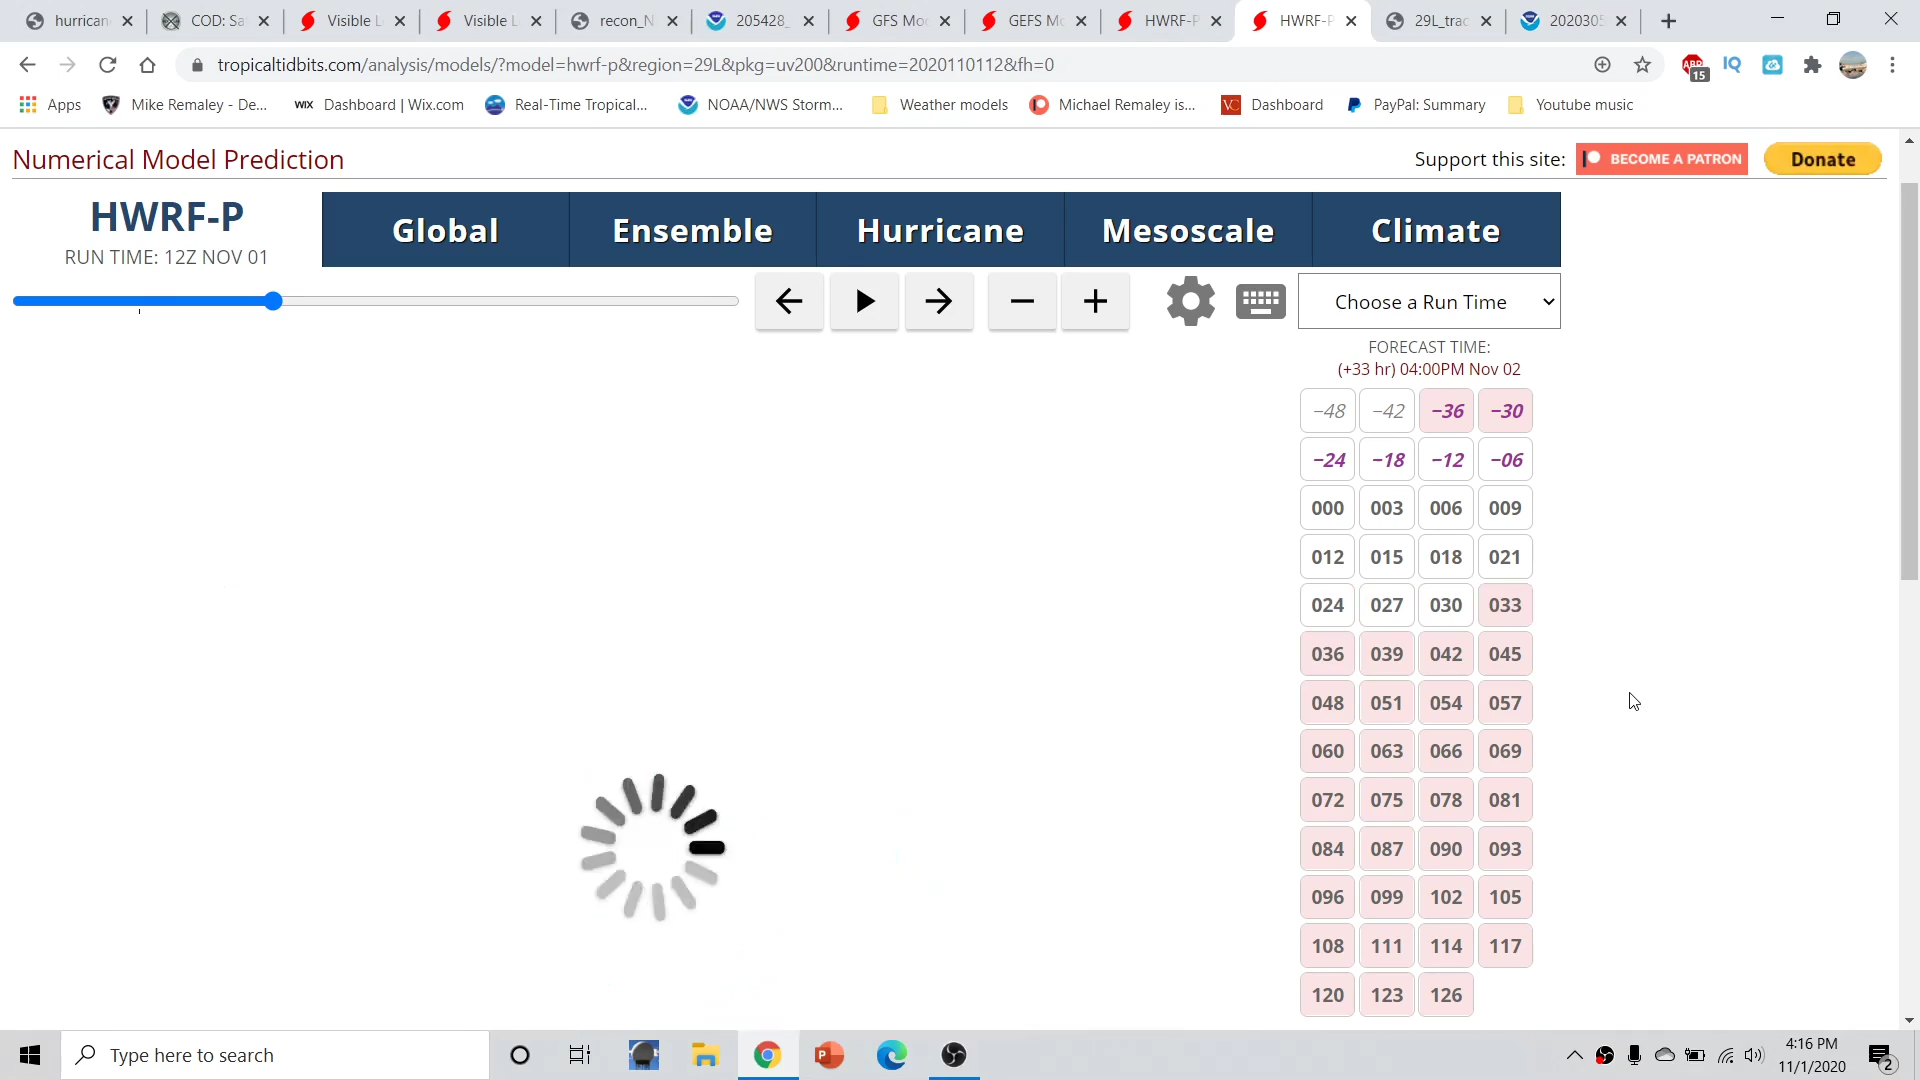 hurrican
COD: Sa
Visible L
Visible L
recon_N
205428_
GFS Mo
GEFS M
HWRF-P
HWRF-P
29L_trac
2020305
tropicaltidbits.com/analysis/models/?model=hwrf-p&region=29L&pkg=uv200&runtime=2020110112&fh=0
ABP
15
IQ
Apps
Mike Remaley - De...
WIX Dashboard | Wix.com
Real-Time Tropical...
NOAA/NWS Storm...
Weather models
Michael Remaley is...
VC Dashboard
PayPal: Summary
Youtube music
Numerical Model Prediction
Support this site:
BECOME A PATRON
Donate
HWRF-P
RUN TIME: 12Z NOV 01
Global
Ensemble
Hurricane
Mesoscale
Climate
Choose a Run Time
FORECAST TIME:
(+33 hr) 04:00PM Nov 02
-48 -42 -36 -30
-24 -18 -12 -06
000 003 006 009
012 015 018 021
024 027 030 033
036 039 042 045
048 051 054 057
060 063 066 069
072 075 078 081
084 087 090 093
096 099 102 105
108 111 114 117
120 123 126
Type here to search
4:16 PM
11/1/2020
2